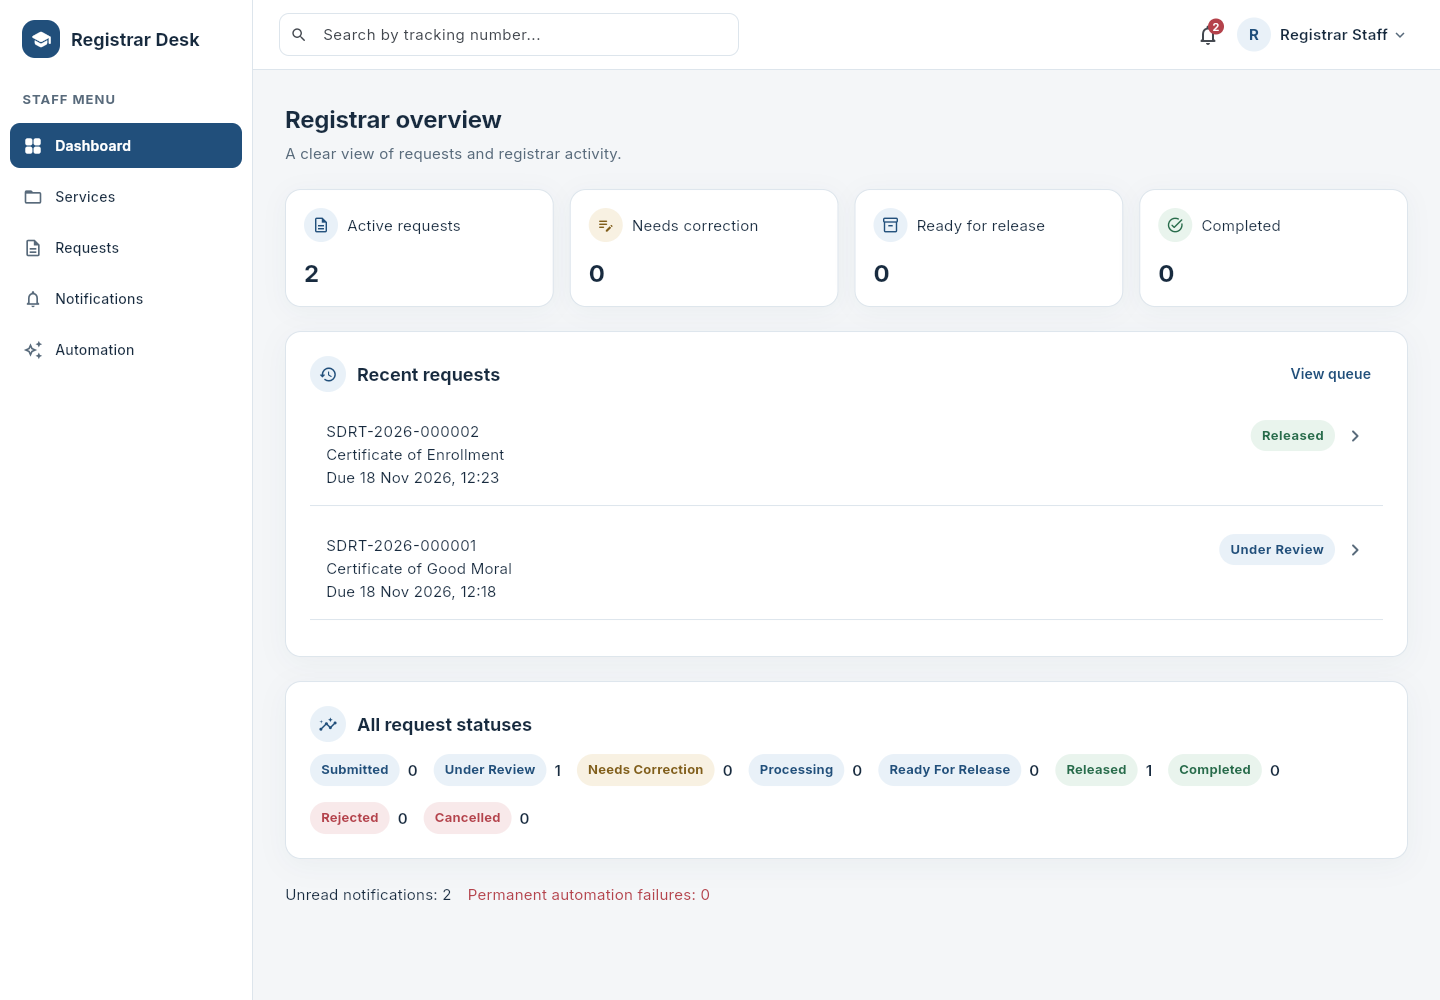 Registrar Desk
Search by tracking number...
2
R
Registrar Staff
STAFF MENU
Dashboard
Services
Requests
Notifications
Automation
Registrar overview
A clear view of requests and registrar activity.
Active requests
2
Needs correction
0
Ready for release
0
Completed
0
Recent requests
View queue
SDRT-2026-000002
Certificate of Enrollment
Due 18 Nov 2026, 12:23
Released
SDRT-2026-000001
Certificate of Good Moral
Due 18 Nov 2026, 12:18
Under Review
All request statuses
Submitted 0 Under Review 1 Needs Correction 0 Processing 0 Ready For Release 0 Released 1 Completed 0
Rejected 0 Cancelled 0
Unread notifications: 2 Permanent automation failures: 0